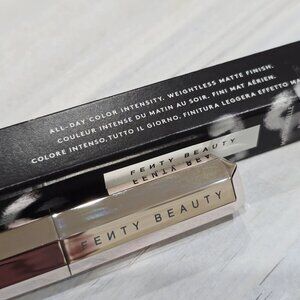 ALL-DAY COLOR INTENSITY. WEIGHTLESS MATTE FINISH.
COULEUR INTENSE DU MATIN AU SOIR. FINI MAT AÉRIEN.
COLORE INTENSO, TUTTO IL GIORNO. FINITURA LEGGERA EFFETTO MA
FENTY BEAUTY
FENTY BEAUTY